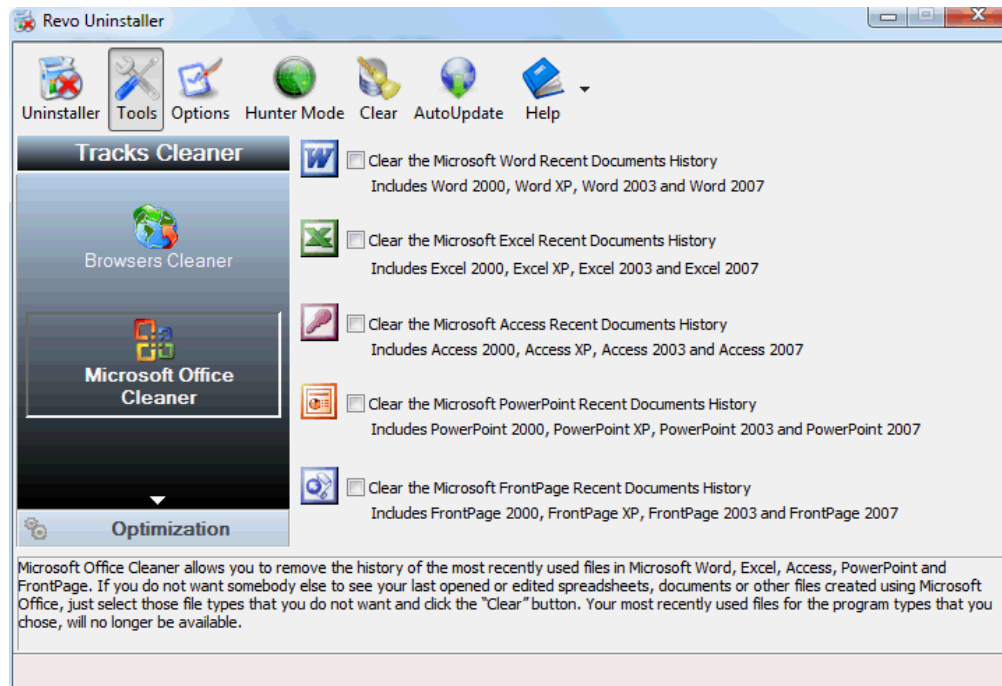 Revo Uninstaller
Uninstaller
Tools
Options
Hunter Mode
Clear
AutoUpdate
Help
Tracks Cleaner
Browsers Cleaner
Microsoft Office
Cleaner
Optimization
Clear the Microsoft Word Recent Documents History
Includes Word 2000, Word XP, Word 2003 and Word 2007
Clear the Microsoft Excel Recent Documents History
Includes Excel 2000, Excel XP, Excel 2003 and Excel 2007
Clear the Microsoft Access Recent Documents History
Includes Access 2000, Access XP, Access 2003 and Access 2007
Clear the Microsoft PowerPoint Recent Documents History
Includes PowerPoint 2000, PowerPoint XP, PowerPoint 2003 and PowerPoint 2007
Clear the Microsoft FrontPage Recent Documents History
Includes FrontPage 2000, FrontPage XP, FrontPage 2003 and FrontPage 2007
Microsoft Office Cleaner allows you to remove the history of the most recently used files in Microsoft Word, Excel, Access, PowerPoint and
FrontPage. If you do not want somebody else to see your last opened or edited spreadsheets, documents or other files created using Microsoft
Office, just select those file types that you do not want and click the “Clear” button. Your most recently used files for the program types that you
chose, will no longer be available.